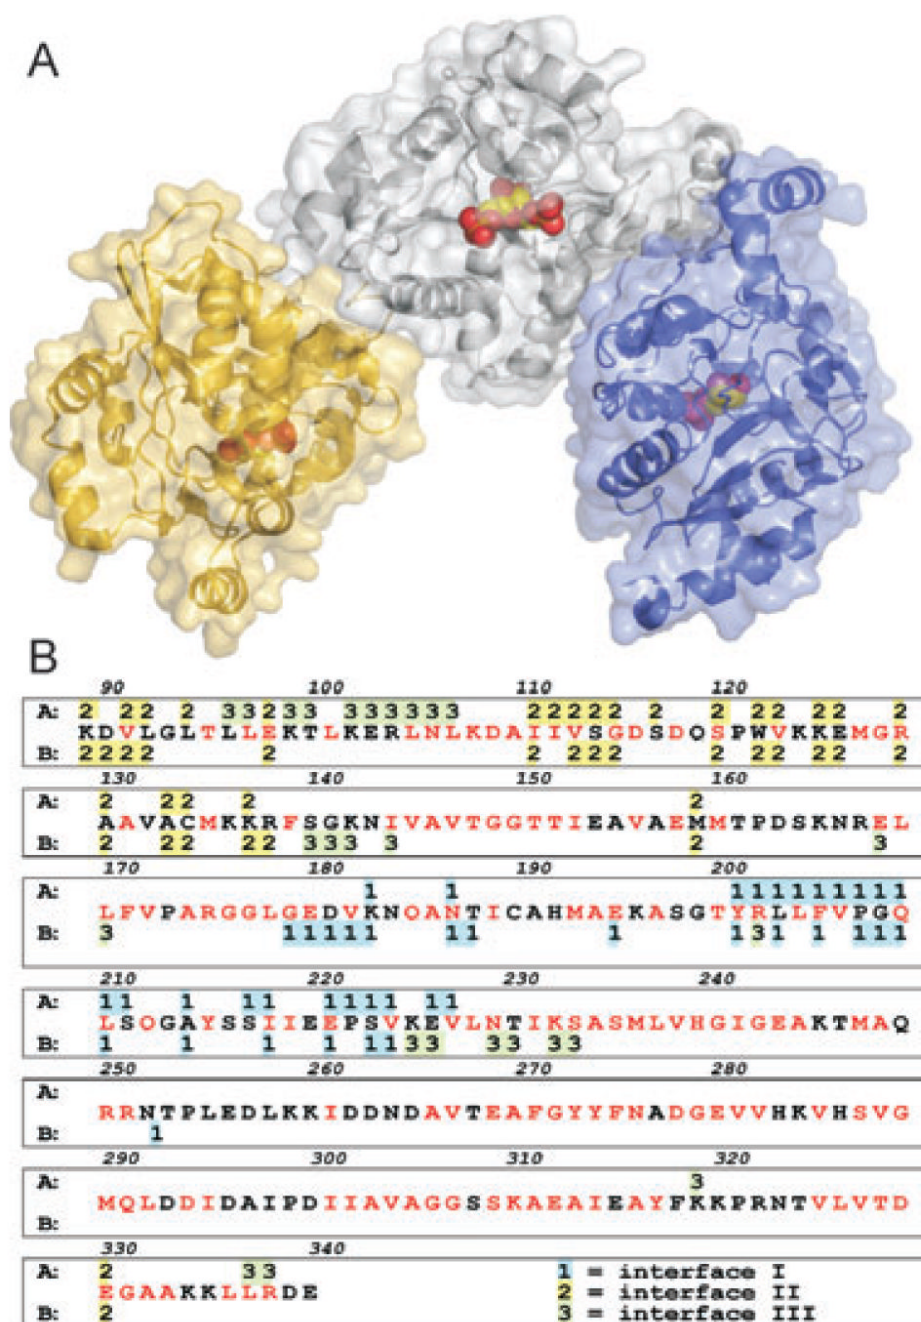 A
B
90 100 110 120
A: 2 22 2 33233 333333 22222 2 2 22 22 2
KDVLGLTLLEKTLKERLNLKDAIIVSGDSDQSPWVKKEMGR
B: 2222 2 2 222 2 22 22 2
130 140 150 160
A: 2 22 2 2
AAVACMKKRFSGKNIVAVTGGTTIEAVAEMMTPDSKNREL
B: 2 22 22 333 3 2 3
170 180 190 200
A: 1 1 111111111
LFVPARGGLGEDVKNOANTICAHMAEKASGTYRLLFVPGQ
B: 3 11111 11 1 131 1 111
210 220 230 240
A: 11 1 11 1111 11
LSOGAYSSIIEEPSVKEVLNTIKSASMLVHGIGEAKTMAQ
B: 1 1 1 1 1133 33 33
250 260 270 280
A:
RRNTPLEDLKKIDDNDAVTEAFGYYFNADGEVVHKVHSVG
B: 1
290 300 310 320
A: 3
MQLDDIDAIPDIIAVAGGSSKAEAIEAYFKKPRNTVLVTD
B:
330 340
A: 2 33
EGAAKKLLRDE
B: 2
1 = interface I
2 = interface II
3 = interface III